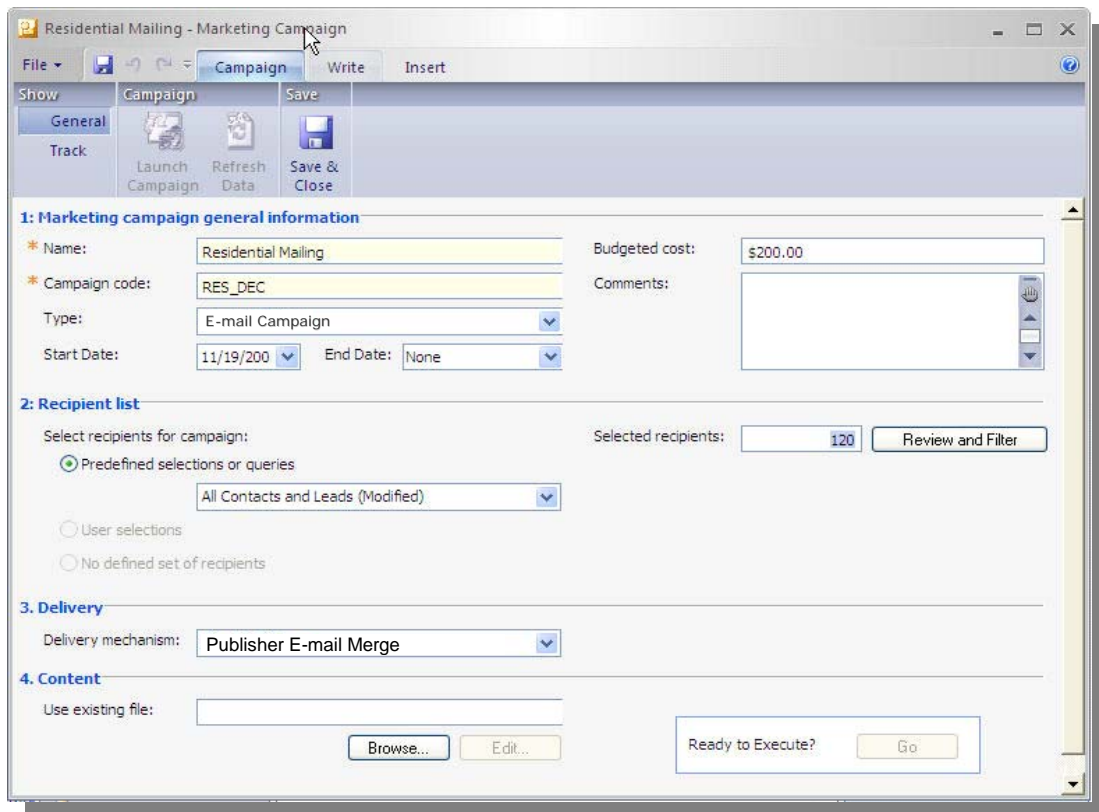 Residential Mailing - Marketing Campaign
File Campaign Write Insert
Show Campaign Save
General
Track
Launch Campaign
Refresh Data
Save & Close
1: Marketing campaign general information
* Name: Residential Mailing
Budgeted cost: $200.00
* Campaign code: RES_DEC
Comments:
Type: E-mail Campaign
Start Date: 11/19/200 End Date: None
2: Recipient list
Select recipients for campaign:
Selected recipients: 120 Review and Filter
Predefined selections or queries
All Contacts and Leads (Modified)
User selections
No defined set of recipients
3. Delivery
Delivery mechanism: Publisher E-mail Merge
4. Content
Use existing file:
Browse... Edit...
Ready to Execute? Go